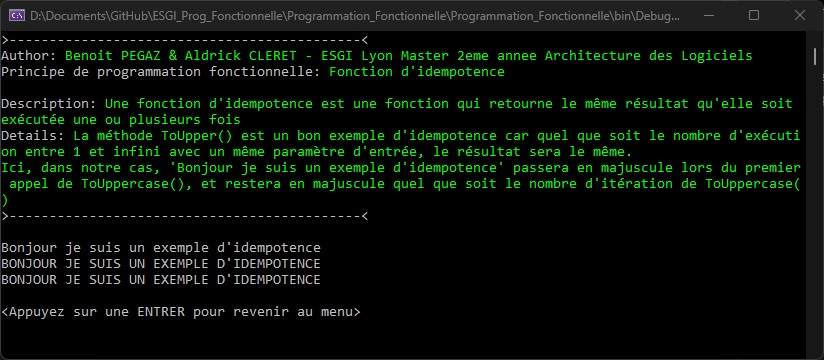 D:\Documents\GitHub\ESGI_Prog_Fonctionnelle\Programmation_Fonctionnelle\Programmation_Fonctionnelle\bin\Debug...
>--------------------------------------------<
Author: Benoit PEGAZ & Aldrick CLERET - ESGI Lyon Master 2eme annee Architecture des Logiciels
Principe de programmation fonctionnelle: Fonction d'idempotence
Description: Une fonction d'idempotence est une fonction qui retourne le même résultat qu'elle soit
exécutée une ou plusieurs fois
Details: La méthode ToUpper() est un bon exemple d'idempotence car quel que soit le nombre d'exécuti
on entre 1 et infini avec un même paramètre d'entrée, le résultat sera le même.
Ici, dans notre cas, 'Bonjour je suis un exemple d'idempotence' passera en majuscule lors du premier
 appel de ToUppercase(), et restera en majuscule quel que soit le nombre d'itération de ToUppercase(
)
>--------------------------------------------<
Bonjour je suis un exemple d'idempotence
BONJOUR JE SUIS UN EXEMPLE D'IDEMPOTENCE
BONJOUR JE SUIS UN EXEMPLE D'IDEMPOTENCE
<Appuyez sur une ENTRER pour revenir au menu>